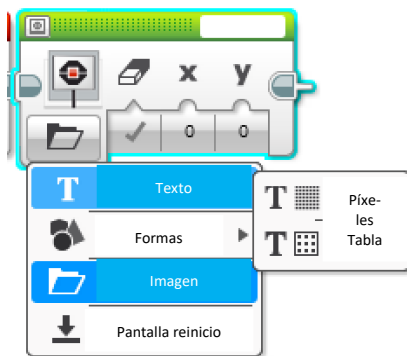 x y
0 0
T Texto
Formas
Imagen
Pantalla reinicio
T Píxe-
les
T Tabla